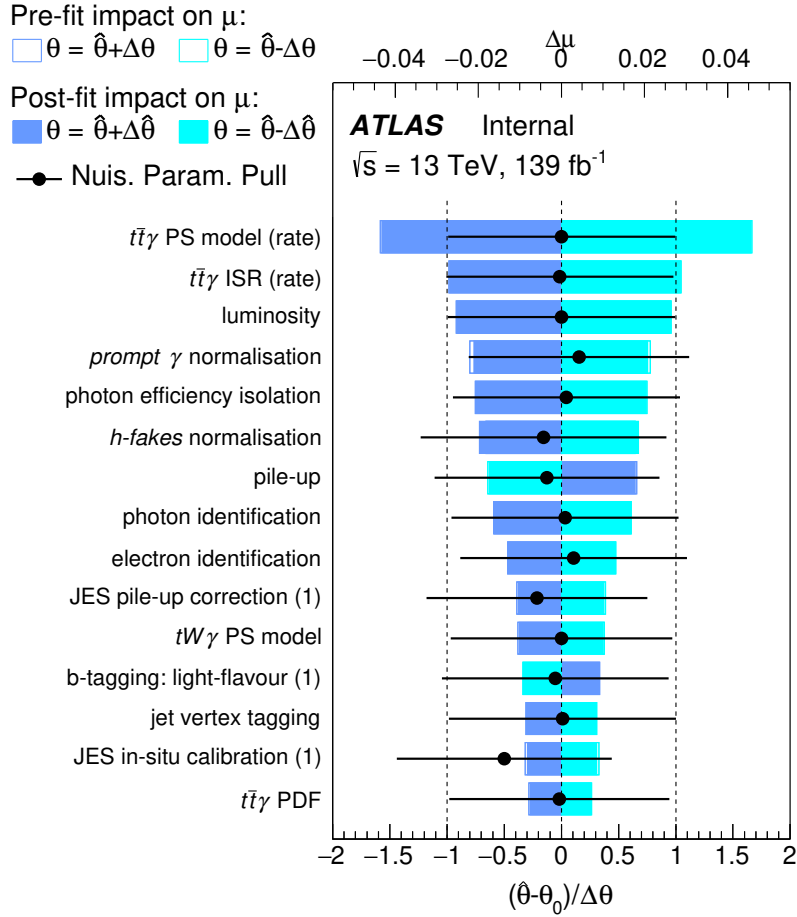 Pre-fit impact on μ:
θ = θ̂+Δθ θ = θ̂-Δθ
Post-fit impact on μ:
θ = θ̂+Δθ̂ θ = θ̂-Δθ̂
Nuis. Param. Pull
Δμ
−0.04 −0.02 0 0.02 0.04
ATLAS Internal
√s = 13 TeV, 139 fb⁻¹
tt̄γ PS model (rate)
tt̄γ ISR (rate)
luminosity
prompt γ normalisation
photon efficiency isolation
h-fakes normalisation
pile-up
photon identification
electron identification
JES pile-up correction (1)
tWγ PS model
b-tagging: light-flavour (1)
jet vertex tagging
JES in-situ calibration (1)
tt̄γ PDF
−2 −1.5 −1 −0.5 0 0.5 1 1.5 2
(θ̂-θ₀)/Δθ